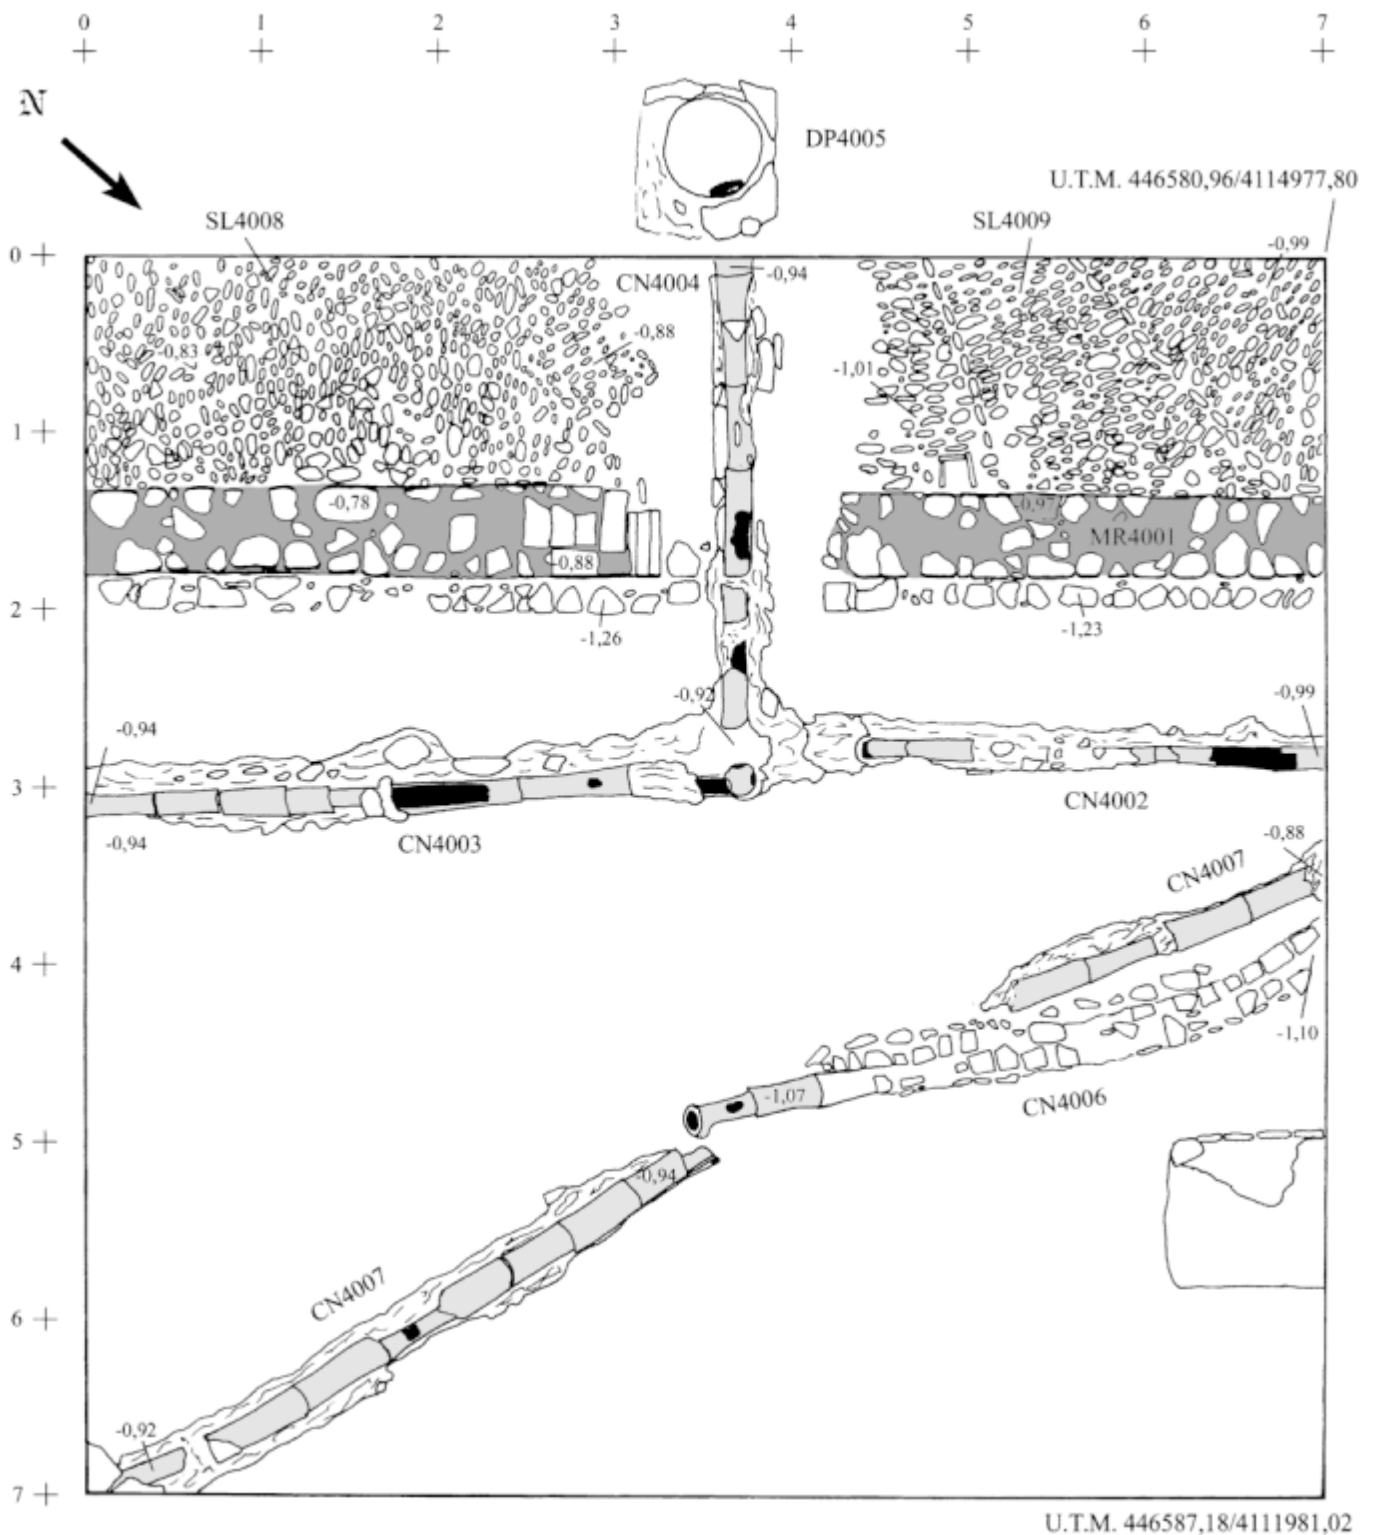 0 1 2 3 4 5 6 7
N
DP4005
U.T.M. 446580,96/4114977,80
SL4008
SL4009
-0,99
0
CN4004
-0,94
-0,83
-0,88
-1,01
1
-0,78
-0,97
MR4001
-0,88
2
-1,26
-1,23
-0,92
-0,99
-0,94
3
CN4002
-0,94
CN4003
-0,88
CN4007
4
-1,10
-1,07
CN4006
5
-0,94
CN4007
6
-0,92
7
U.T.M. 446587,18/4111981,02